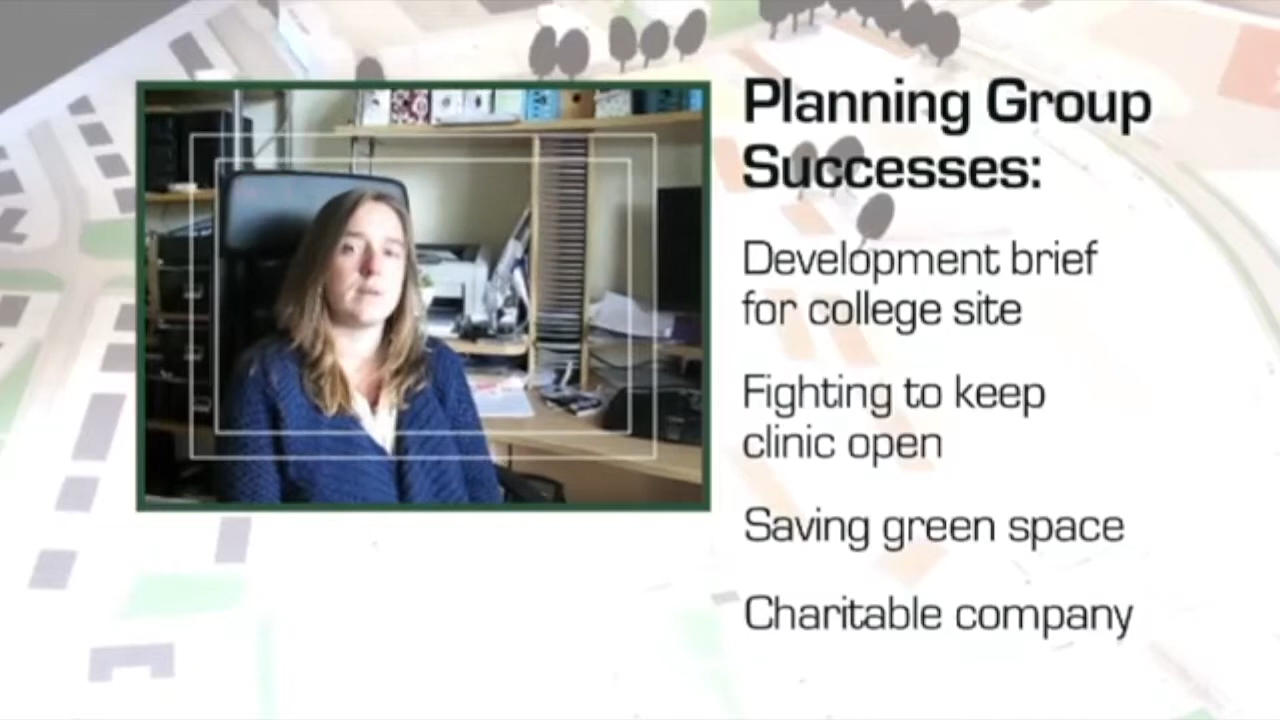 Planning Group
Successes:
Development brief
for college site
Fighting to keep
clinic open
Saving green space
Charitable company